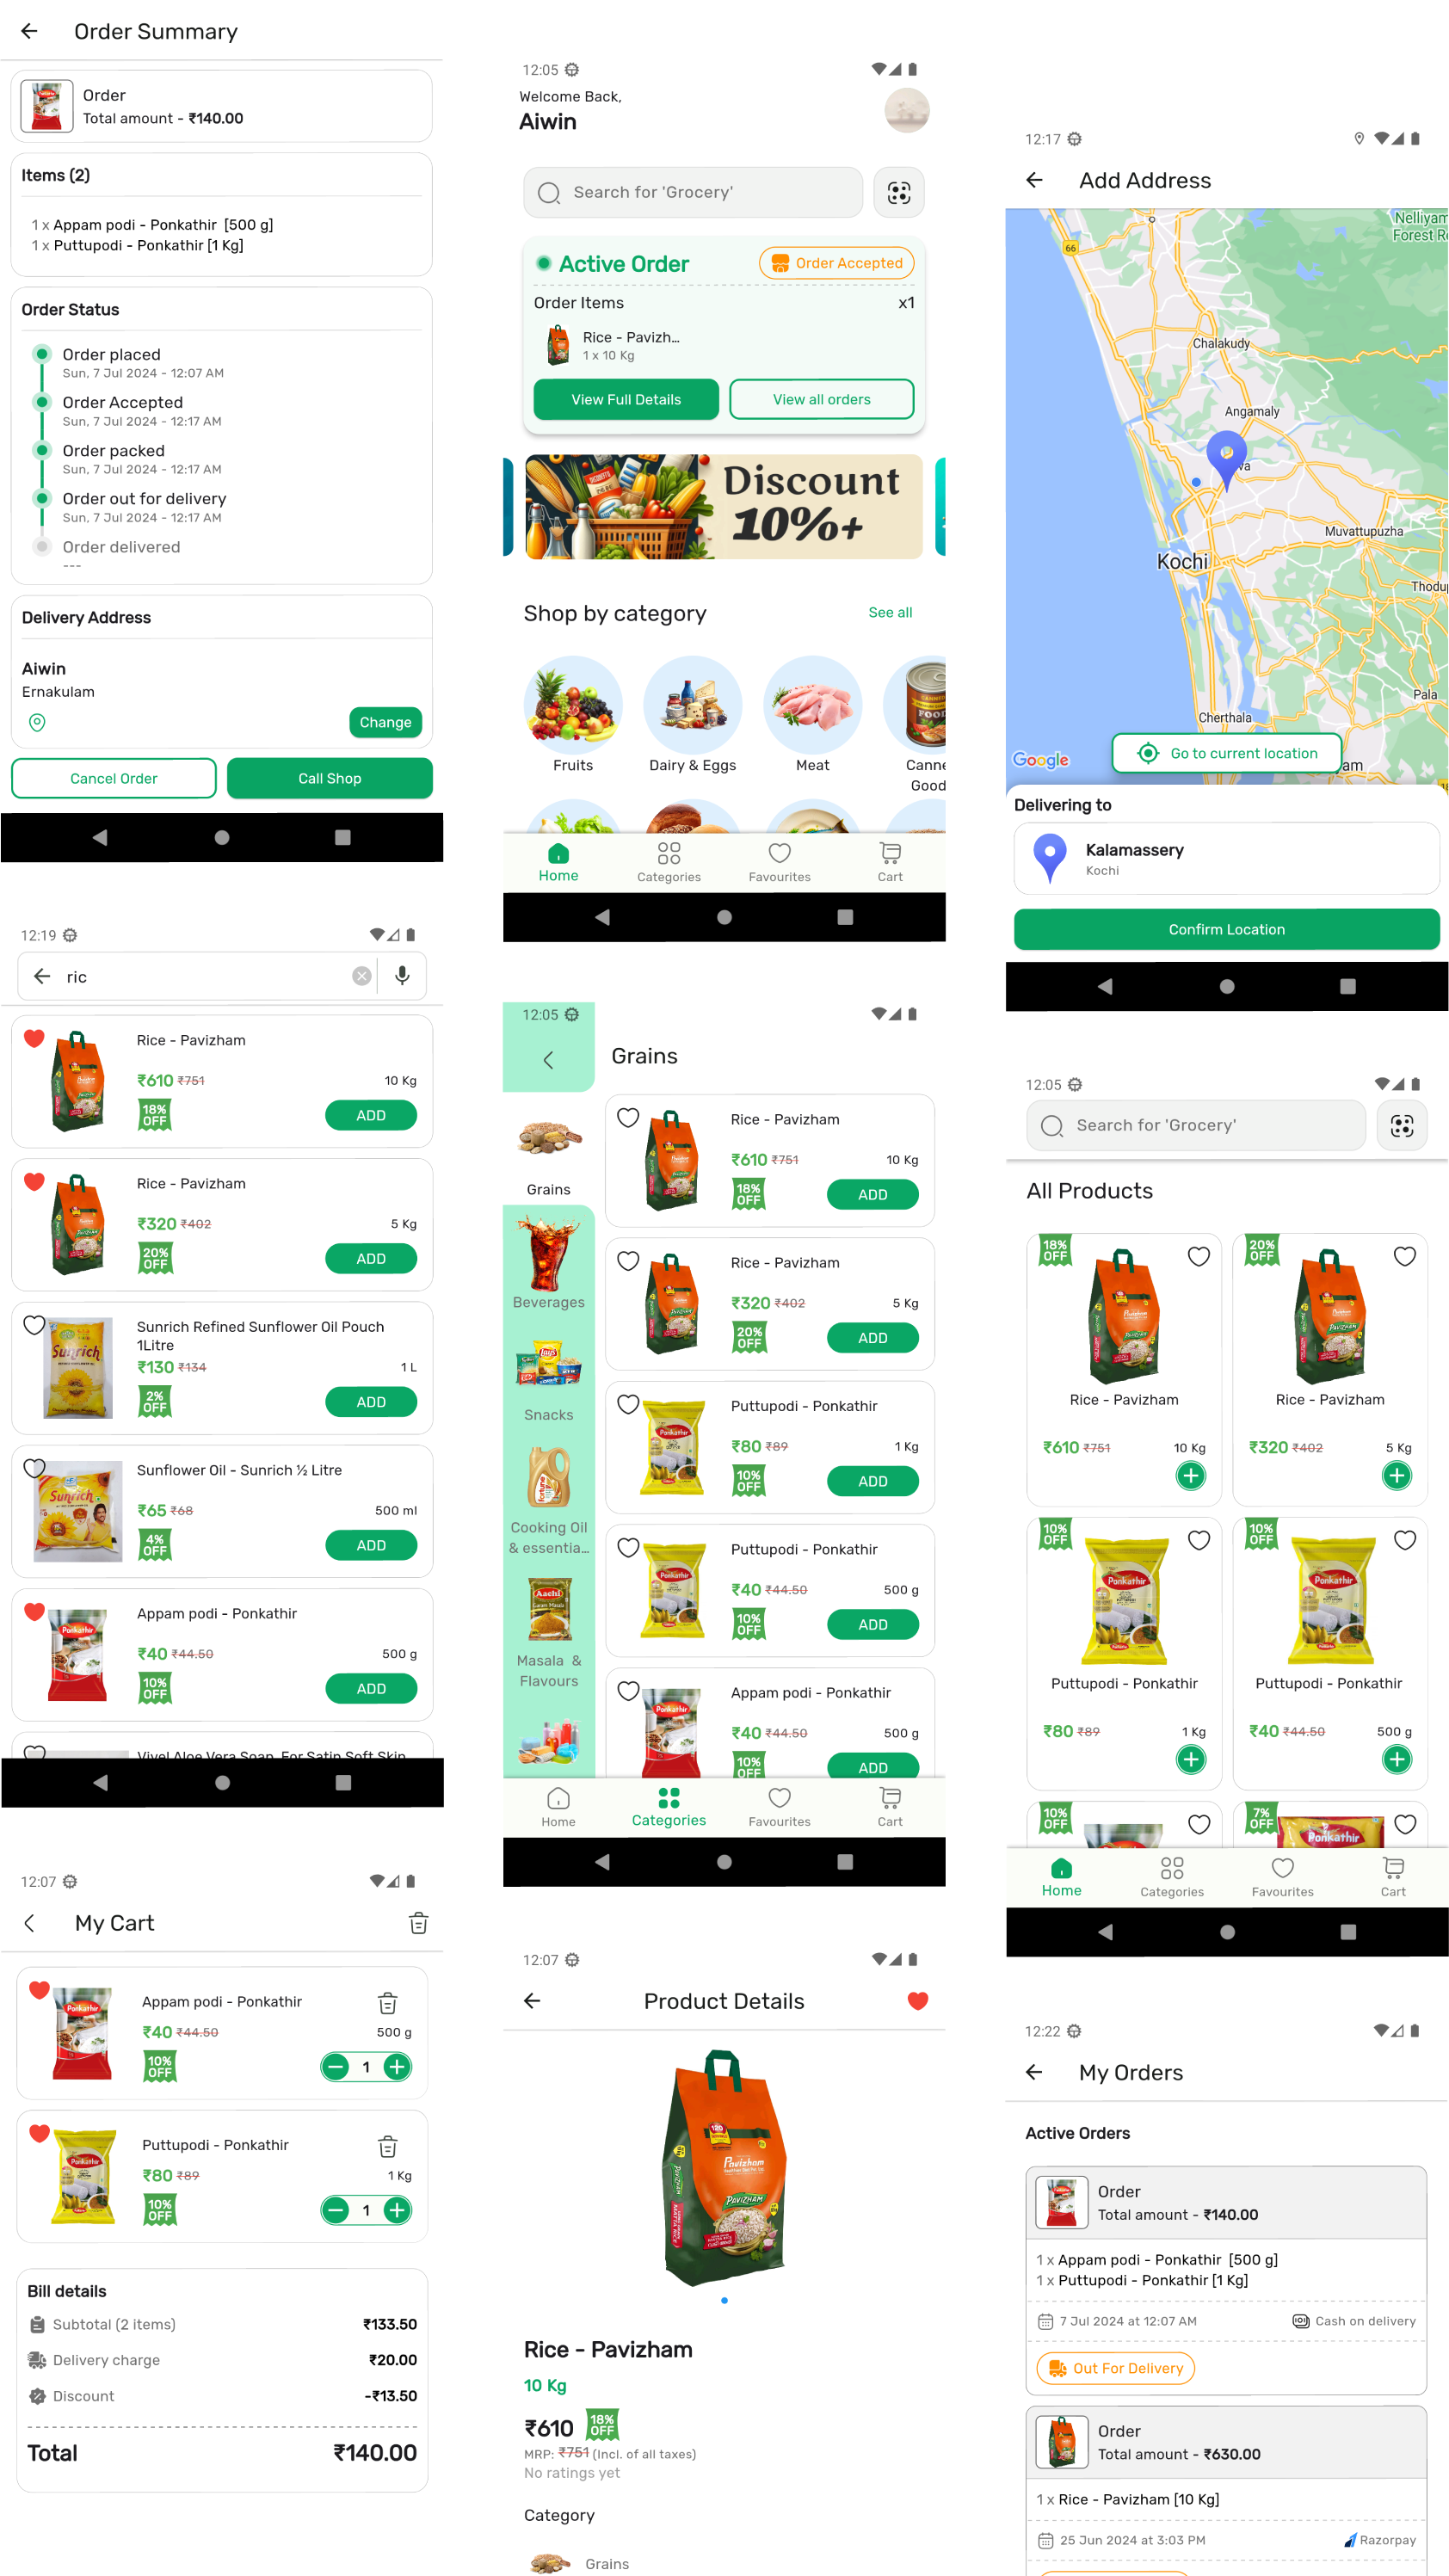 Order Summary
Order
Total amount - ₹140.00
Items (2)
1 x Appam podi - Ponkathir [500 g]
1 x Puttupodi - Ponkathir [1 Kg]
Order Status
Order placed
Sun, 7 Jul 2024 - 12:07 AM
Order Accepted
Sun, 7 Jul 2024 - 12:17 AM
Order packed
Sun, 7 Jul 2024 - 12:17 AM
Order out for delivery
Sun, 7 Jul 2024 - 12:17 AM
Order delivered
---
Delivery Address
Aiwin
Ernakulam
Change
Cancel Order
Call Shop
12:19
ric
Rice - Pavizham
₹610 ₹751
10 Kg
18%
OFF
ADD
Rice - Pavizham
₹320 ₹402
5 Kg
20%
OFF
ADD
Sunrich
Sunrich Refined Sunflower Oil Pouch
1Litre
₹130 ₹134
1 L
2%
OFF
ADD
Sunrich
Sunflower Oil - Sunrich ½ Litre
₹65 ₹68
500 ml
4%
OFF
ADD
Ponkathir
Appam podi - Ponkathir
₹40 ₹44.50
500 g
10%
OFF
ADD
Vivel Aloe Vera Soap, For Satin Soft Skin
12:07
My Cart
Ponkathir
Appam podi - Ponkathir
₹40 ₹44.50
500 g
10%
OFF
1
Ponkathir
Puttupodi - Ponkathir
₹80 ₹89
1 Kg
10%
OFF
1
Bill details
Subtotal (2 items)
₹133.50
Delivery charge
₹20.00
Discount
-₹13.50
Total
₹140.00
12:05
Welcome Back,
Aiwin
Search for 'Grocery'
Active Order
Order Accepted
Order Items
x1
Rice - Pavizh...
1 x 10 Kg
View Full Details
View all orders
Discount
10%+
Shop by category
See all
Fruits
Dairy & Eggs
Meat
Canne
Good
Home
Categories
Favourites
Cart
12:05
Grains
Grains
Beverages
Lay's
Snacks
fortune
Cooking Oil
& essentia...
Aachi
Masala &
Flavours
Rice - Pavizham
₹610 ₹751
10 Kg
18%
OFF
ADD
Rice - Pavizham
₹320 ₹402
5 Kg
20%
OFF
ADD
Ponkathir
Puttupodi - Ponkathir
₹80 ₹89
1 Kg
10%
OFF
ADD
Ponkathir
Puttupodi - Ponkathir
₹40 ₹44.50
500 g
10%
OFF
ADD
Ponkathir
Appam podi - Ponkathir
₹40 ₹44.50
500 g
10%
OFF
ADD
Home
Categories
Favourites
Cart
12:07
Product Details
Pavizham
PAVIZHAM
Rice - Pavizham
10 Kg
₹610
18%
OFF
MRP: ₹751 (Incl. of all taxes)
No ratings yet
Category
Grains
12:17
Add Address
Nelliyam
Forest R
66
Chalakudy
Angamaly
va
Muvattupuzha
Kochi
Thodu
Pala
Cherthala
Google
Go to current location
am
Delivering to
Kalamassery
Kochi
Confirm Location
12:05
Search for 'Grocery'
All Products
18%
OFF
Rice - Pavizham
₹610 ₹751
10 Kg
20%
OFF
Rice - Pavizham
₹320 ₹402
5 Kg
10%
OFF
Ponkathir
Puttupodi - Ponkathir
₹80 ₹89
1 Kg
10%
OFF
Ponkathir
Puttupodi - Ponkathir
₹40 ₹44.50
500 g
10%
OFF
7%
OFF
Ponkathir
Home
Categories
Favourites
Cart
12:22
My Orders
Active Orders
Order
Total amount - ₹140.00
1 x Appam podi - Ponkathir [500 g]
1 x Puttupodi - Ponkathir [1 Kg]
7 Jul 2024 at 12:07 AM
Cash on delivery
Out For Delivery
Order
Total amount - ₹630.00
1 x Rice - Pavizham [10 Kg]
25 Jun 2024 at 3:03 PM
Razorpay